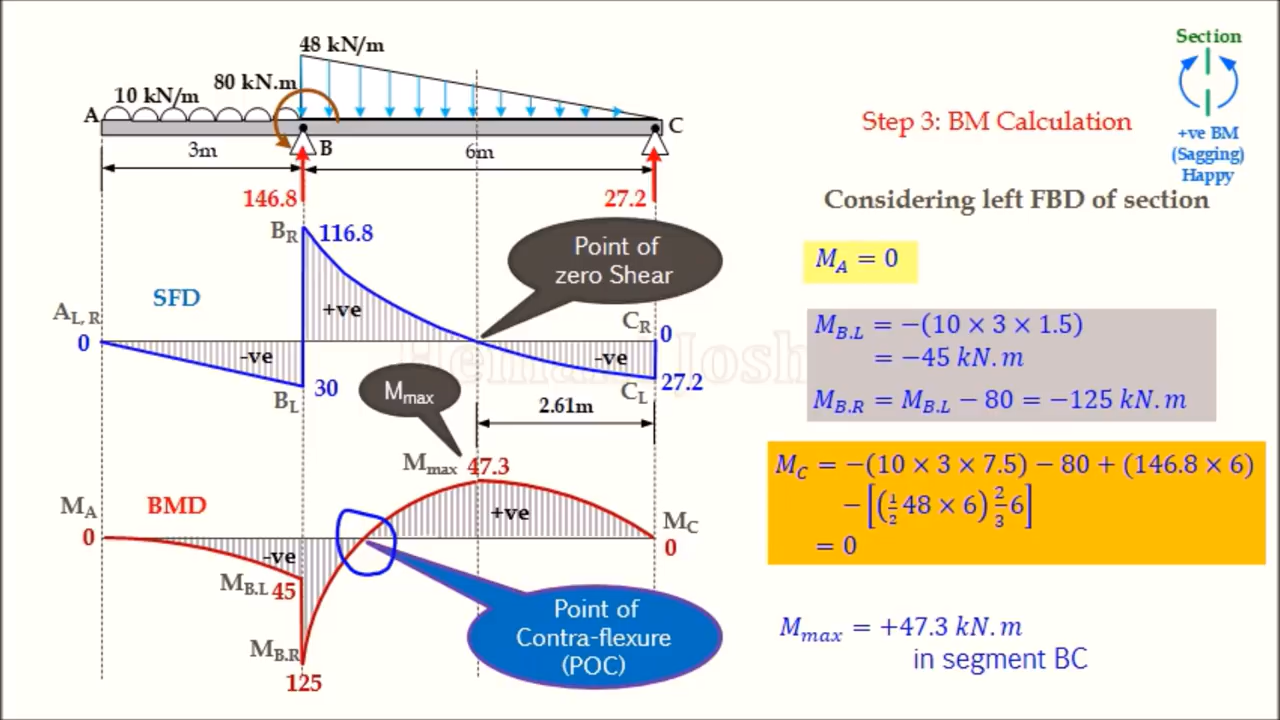 48 kN/m
Section
80 kN.m
10 kN/m
A
C
B
3m
6m
Step 3: BM Calculation
+ve BM
(Sagging)
Happy
146.8
27.2
Considering left FBD of section
B_R
116.8
Point of
zero Shear
M_A = 0
SFD
+ve
A_L, R
0
-ve
C_R
0
-ve
30
B_L
C_L
27.2
M_B.L = −(10 × 3 × 1.5)
= −45 kN.m
M_B.R = M_B.L − 80 = −125 kN.m
M_max
2.61m
M_max 47.3
M_C = −(10 × 3 × 7.5) − 80 + (146.8 × 6)
− [(½ 48 × 6) ⅔ 6]
= 0
M_A
BMD
0
+ve
M_C
0
-ve
M_B.L 45
M_B.R
125
Point of
Contra-flexure
(POC)
M_max = +47.3 kN.m
in segment BC